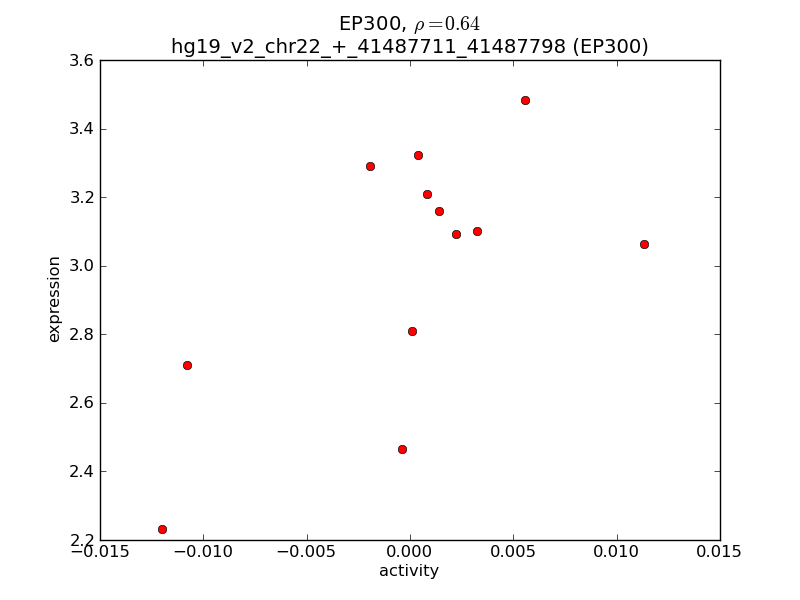 EP300, ρ=0.64
hg19_v2_chr22_+_41487711_41487798 (EP300)
3.6
3.4
3.2
3.0
2.8
2.6
2.4
2.2
expression
−0.015 −0.010 −0.005 0.000 0.005 0.010 0.015
activity